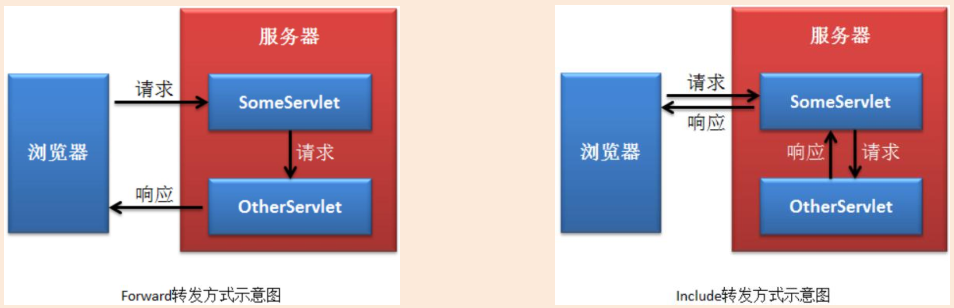 服务器
请求
SomeServlet
浏览器
请求
响应
OtherServlet
Forward转发方式示意图
服务器
请求
SomeServlet
响应
浏览器
响应
请求
OtherServlet
Include转发方式示意图